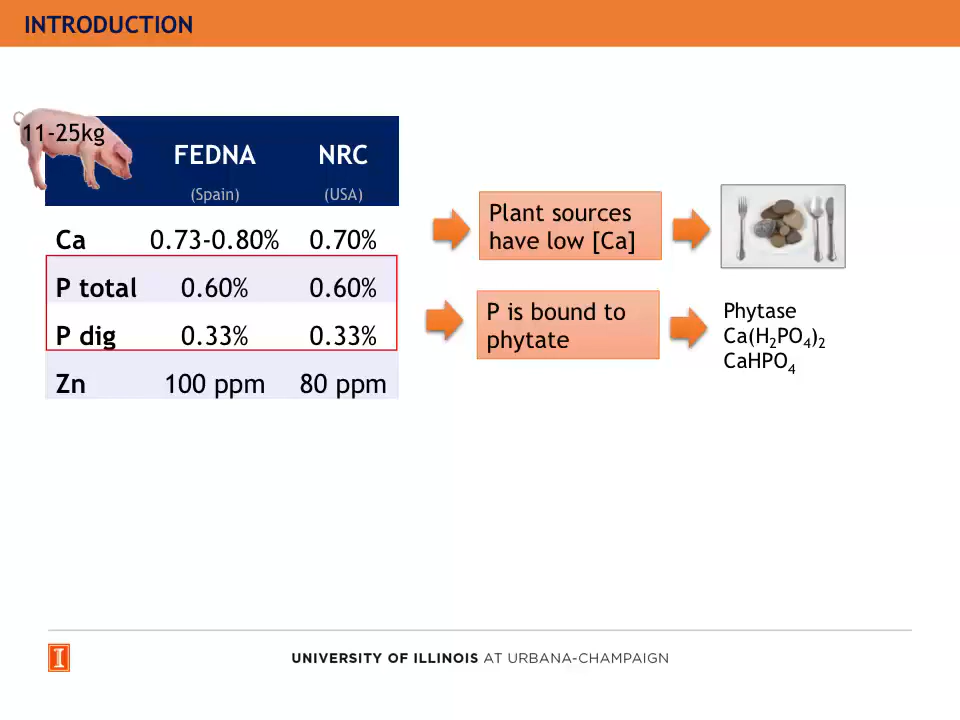 INTRODUCTION
11-25kg
FEDNA NRC
(Spain) (USA)
Ca 0.73-0.80% 0.70%
P total 0.60% 0.60%
P dig 0.33% 0.33%
Zn 100 ppm 80 ppm
Plant sources
have low [Ca]
P is bound to
phytate
Phytase
Ca(H₂PO₄)₂
CaHPO₄
I
UNIVERSITY OF ILLINOIS AT URBANA-CHAMPAIGN